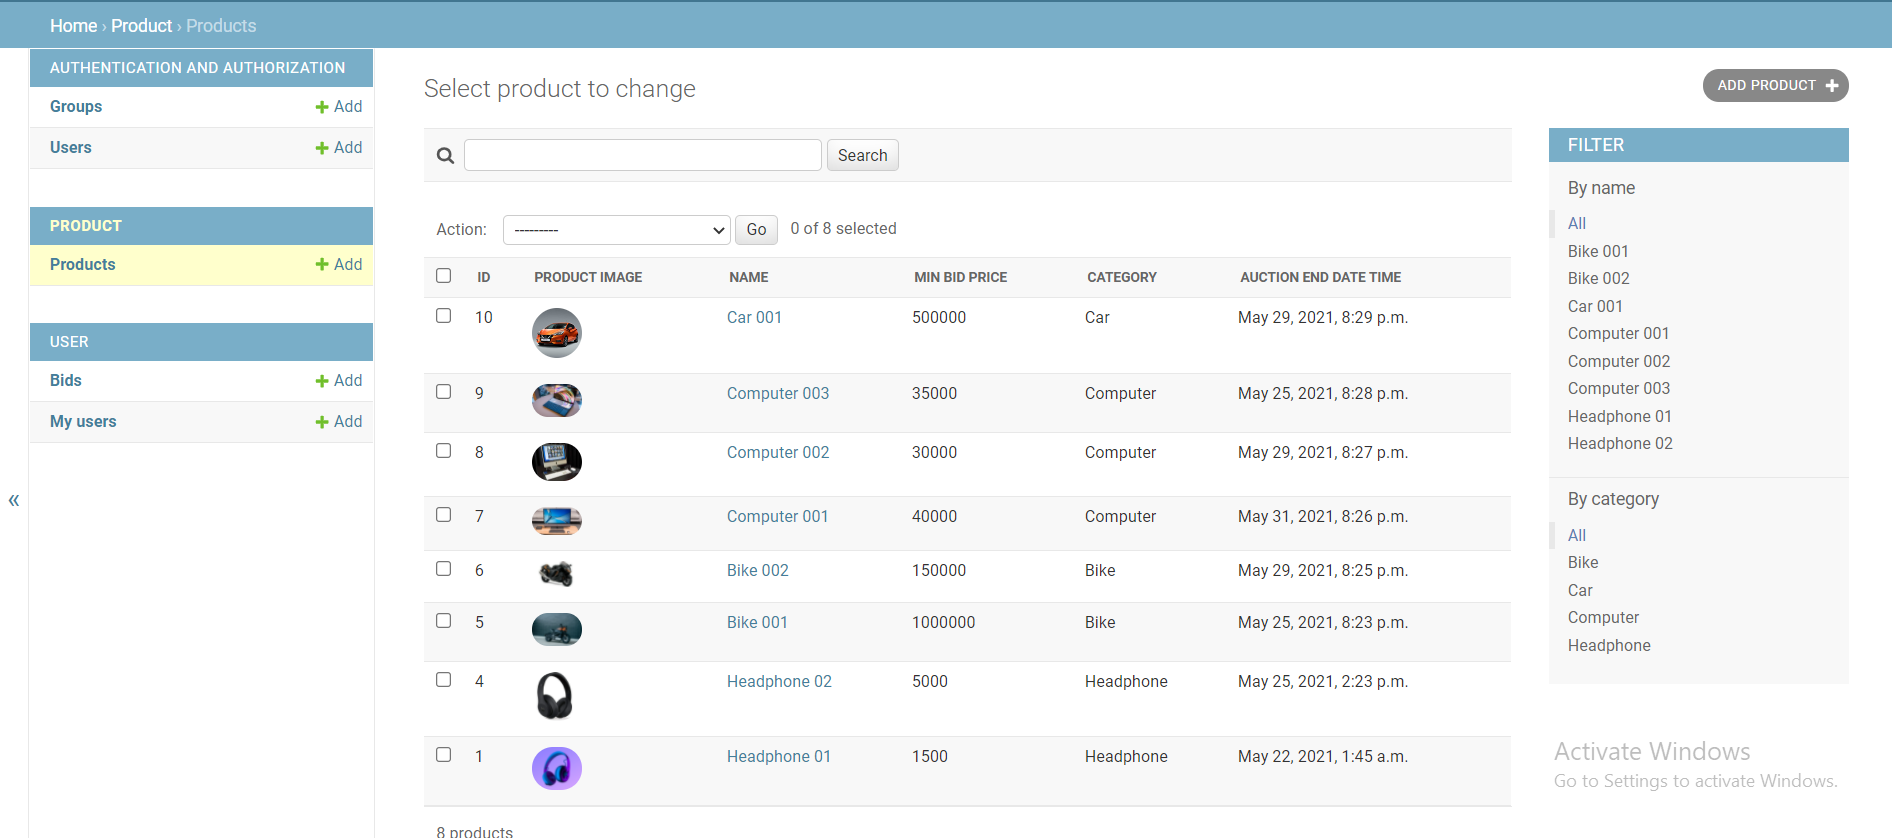 Home › Product › Products
AUTHENTICATION AND AUTHORIZATION
Groups Add
Users Add
PRODUCT
Products Add
USER
Bids Add
My users Add
«
Select product to change
ADD PRODUCT
Search
Action: --------- Go 0 of 8 selected
ID PRODUCT IMAGE NAME MIN BID PRICE CATEGORY AUCTION END DATE TIME
10 Car 001 500000 Car May 29, 2021, 8:29 p.m.
9 Computer 003 35000 Computer May 25, 2021, 8:28 p.m.
8 Computer 002 30000 Computer May 29, 2021, 8:27 p.m.
7 Computer 001 40000 Computer May 31, 2021, 8:26 p.m.
6 Bike 002 150000 Bike May 29, 2021, 8:25 p.m.
5 Bike 001 1000000 Bike May 25, 2021, 8:23 p.m.
4 Headphone 02 5000 Headphone May 25, 2021, 2:23 p.m.
1 Headphone 01 1500 Headphone May 22, 2021, 1:45 a.m.
8 products
FILTER
By name
All
Bike 001
Bike 002
Car 001
Computer 001
Computer 002
Computer 003
Headphone 01
Headphone 02
By category
All
Bike
Car
Computer
Headphone
Activate Windows
Go to Settings to activate Windows.